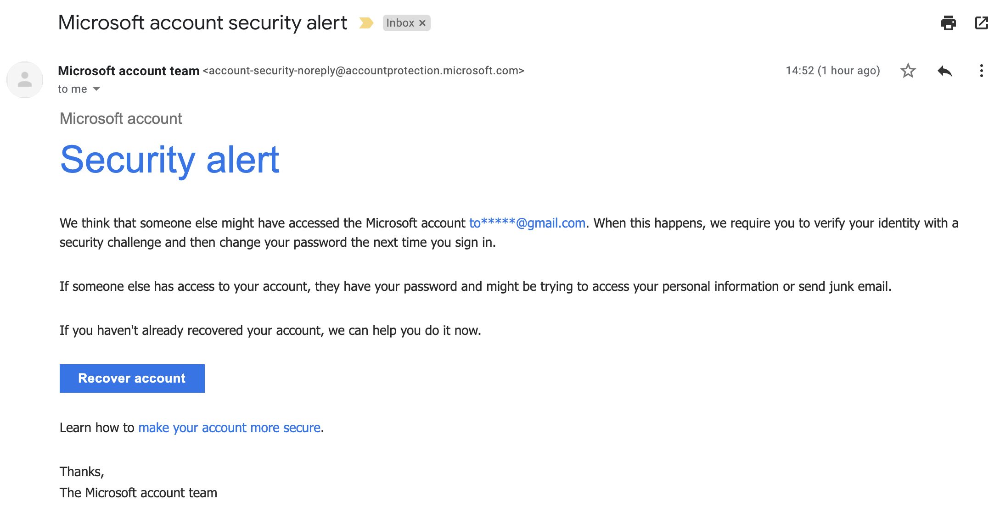 Microsoft account security alert Inbox ×
Microsoft account team <account-security-noreply@accountprotection.microsoft.com> 14:52 (1 hour ago)
to me
Microsoft account
Security alert
We think that someone else might have accessed the Microsoft account to*****@gmail.com. When this happens, we require you to verify your identity with a
security challenge and then change your password the next time you sign in.
If someone else has access to your account, they have your password and might be trying to access your personal information or send junk email.
If you haven't already recovered your account, we can help you do it now.
Recover account
Learn how to make your account more secure.
Thanks,
The Microsoft account team